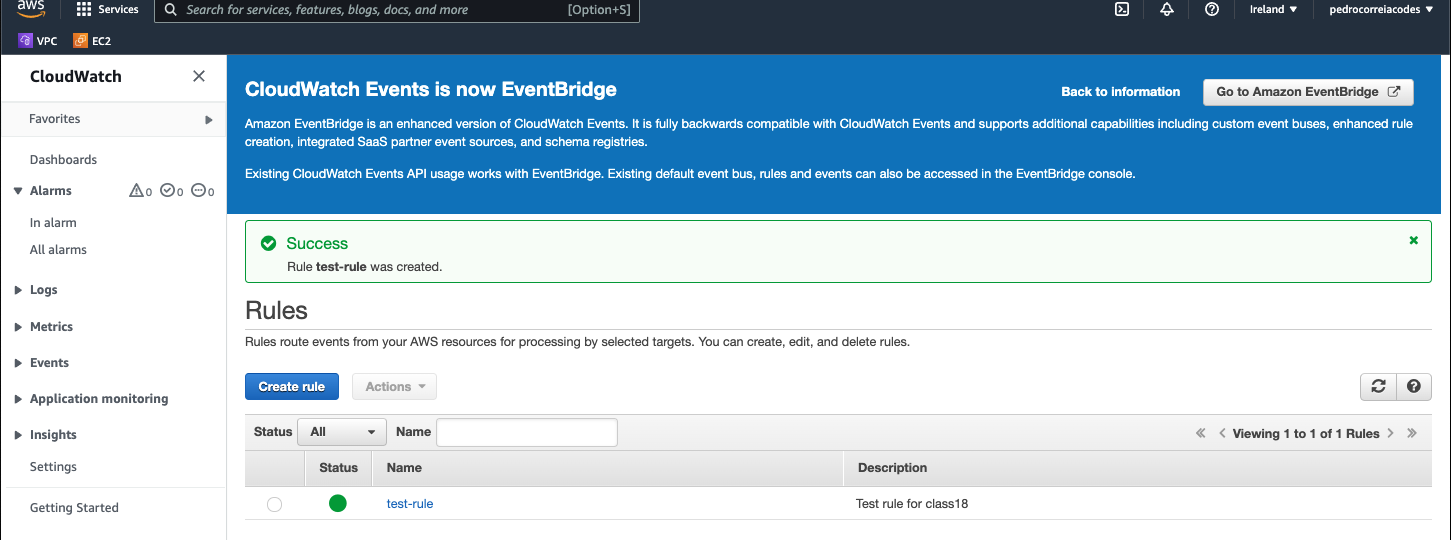 aws
Services
Search for services, features, blogs, docs, and more
[Option+S]
Ireland ▼
pedrocorreiacodes ▼
VPC
EC2
CloudWatch
Favorites
Dashboards
Alarms
0
0
0
In alarm
All alarms
Logs
Metrics
Events
Application monitoring
Insights
Settings
Getting Started
CloudWatch Events is now EventBridge
Back to information
Go to Amazon EventBridge
Amazon EventBridge is an enhanced version of CloudWatch Events. It is fully backwards compatible with CloudWatch Events and supports additional capabilities including custom event buses, enhanced rule
creation, integrated SaaS partner event sources, and schema registries.
Existing CloudWatch Events API usage works with EventBridge. Existing default event bus, rules and events can also be accessed in the EventBridge console.
Success
Rule test-rule was created.
Rules
Rules route events from your AWS resources for processing by selected targets. You can create, edit, and delete rules.
Create rule
Actions
Status
All
Name
« < Viewing 1 to 1 of 1 Rules > »
Status
Name
Description
test-rule
Test rule for class18